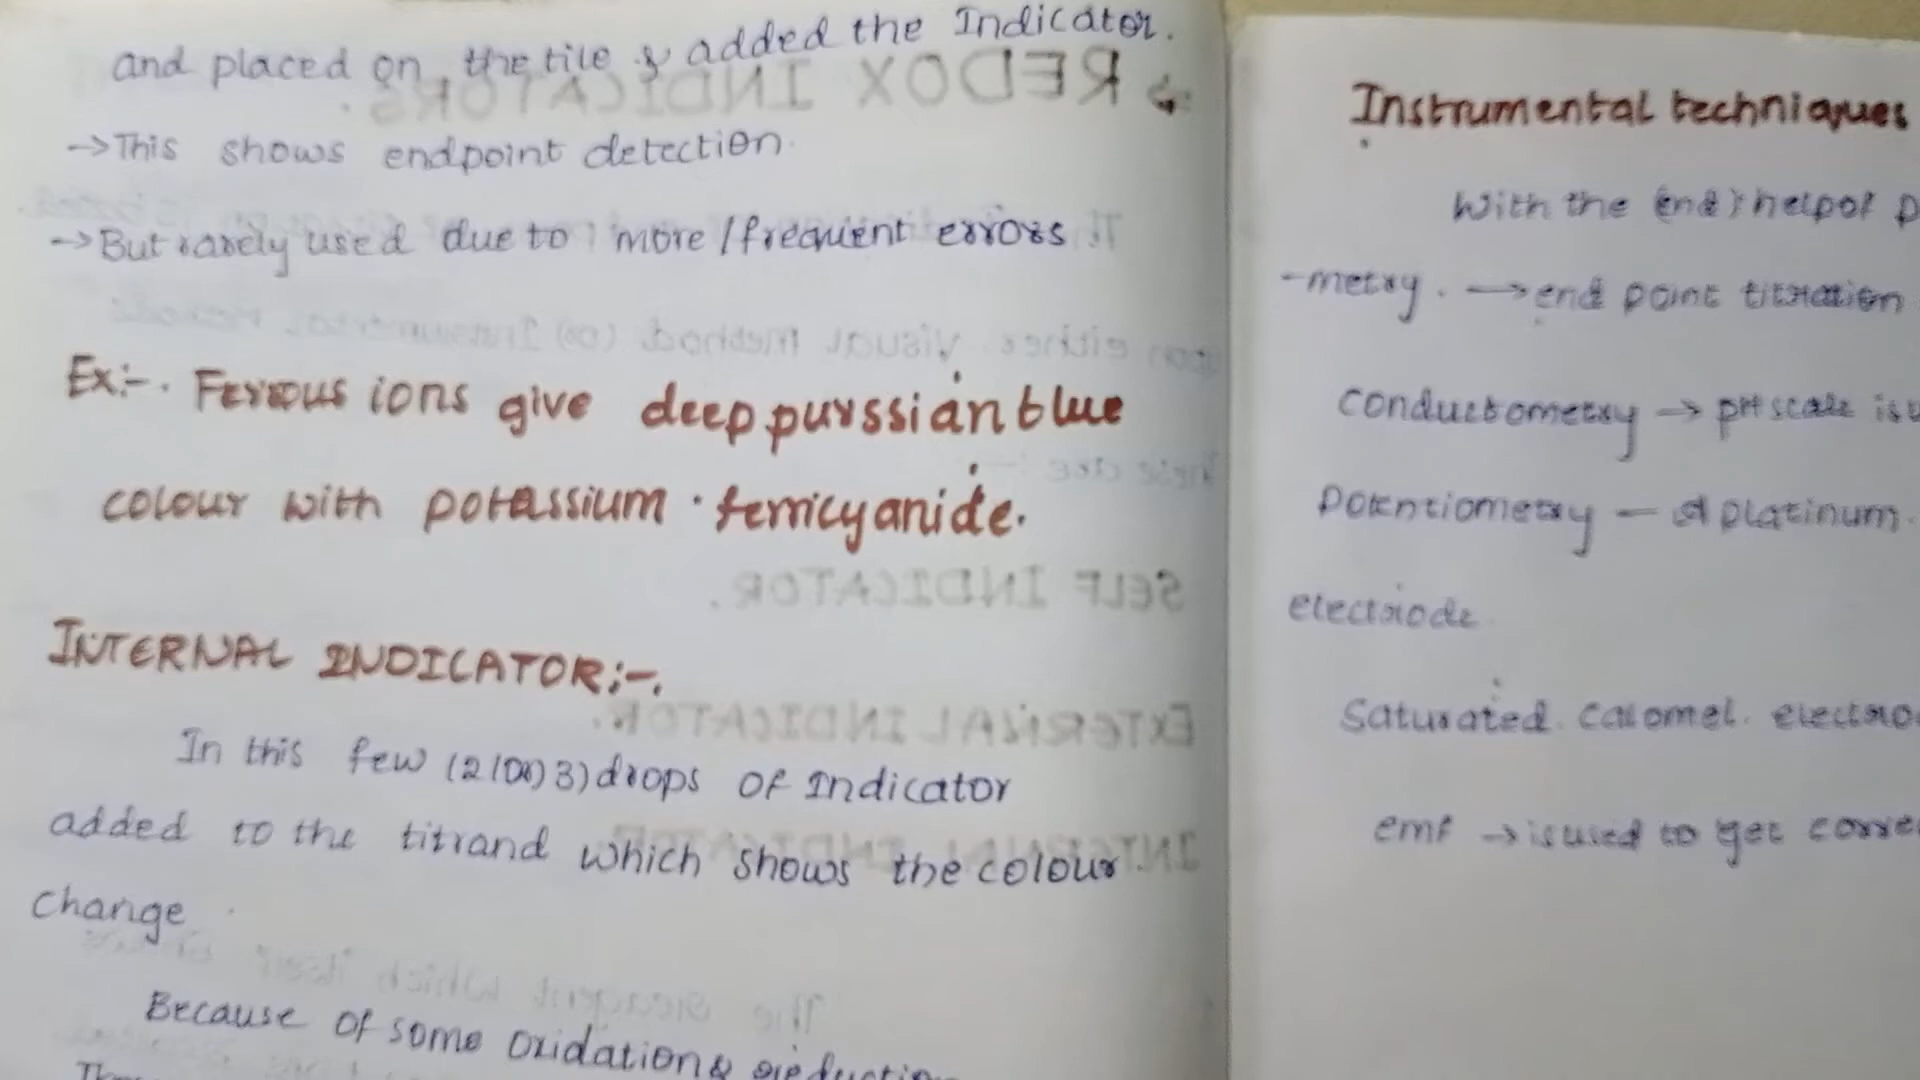 and placed on the tile & added the Indicator.
→This shows endpoint detection.
→But rarely used due to more/frequent errors
Ex:-. Ferrous ions give deep purssian blue
colour with potassium ferricyanide.
INTERNAL INDICATOR:-.
In this few (2(or)3) drops of Indicator
added to the titrand which shows the colour
change
Because of some oxidation &
Instrumental techniques
With the end help of p
-metry. → end point titration
conductometry → pH scale is u
Potentiometry - platinum.
electrode
Saturated calomel electro
emf → is used to get corre